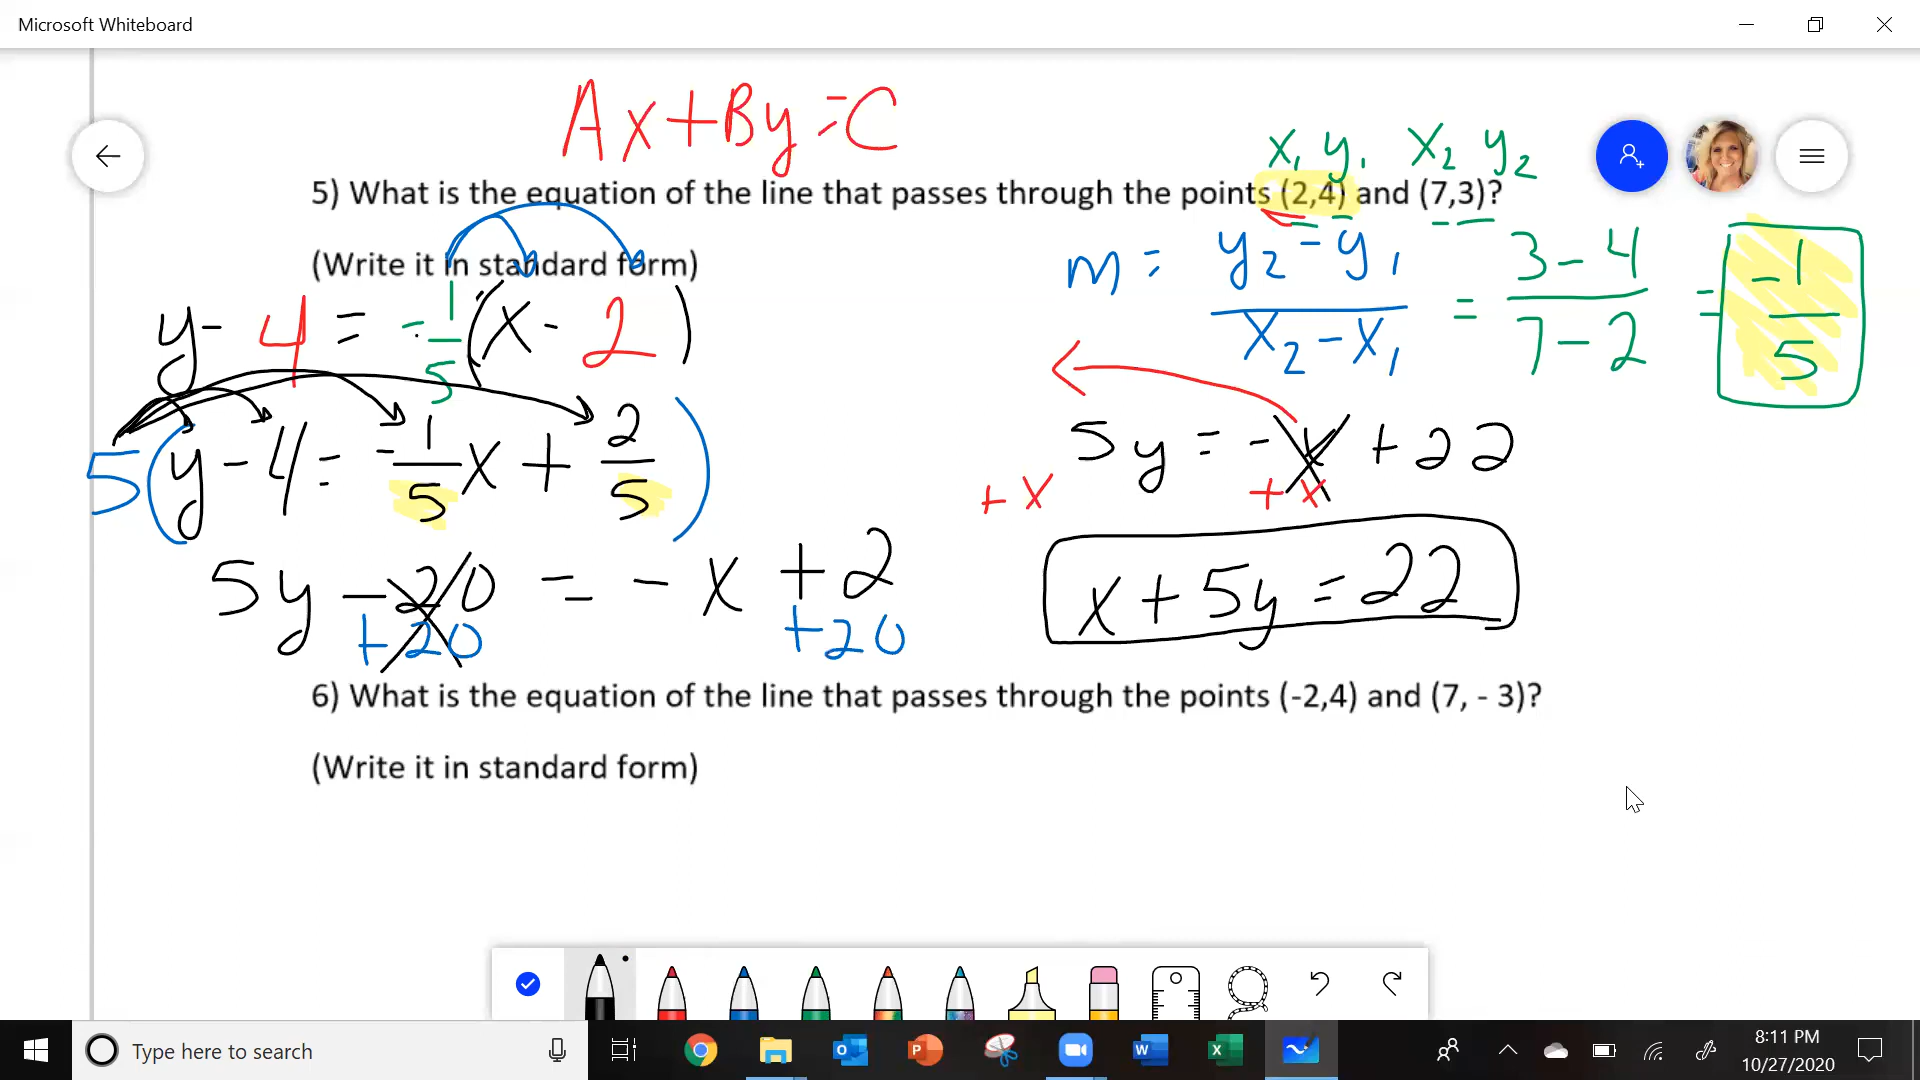 Microsoft Whiteboard
Ax+By=C
x₁ y₁ x₂ y₂
5) What is the equation of the line that passes through the points (2,4) and (7,3)?
(Write it in standard form)
m = y₂-y₁ / x₂-x₁ = 3-4 / 7-2 = -1/5
y-4 = -1/5(x-2)
5(y-4 = -1/5x + 2/5)
5y = -x +22
+x +x
5y -20 = -x +2
+20 +20
x+5y=22
6) What is the equation of the line that passes through the points (-2,4) and (7, - 3)?
(Write it in standard form)
Type here to search
8:11 PM
10/27/2020